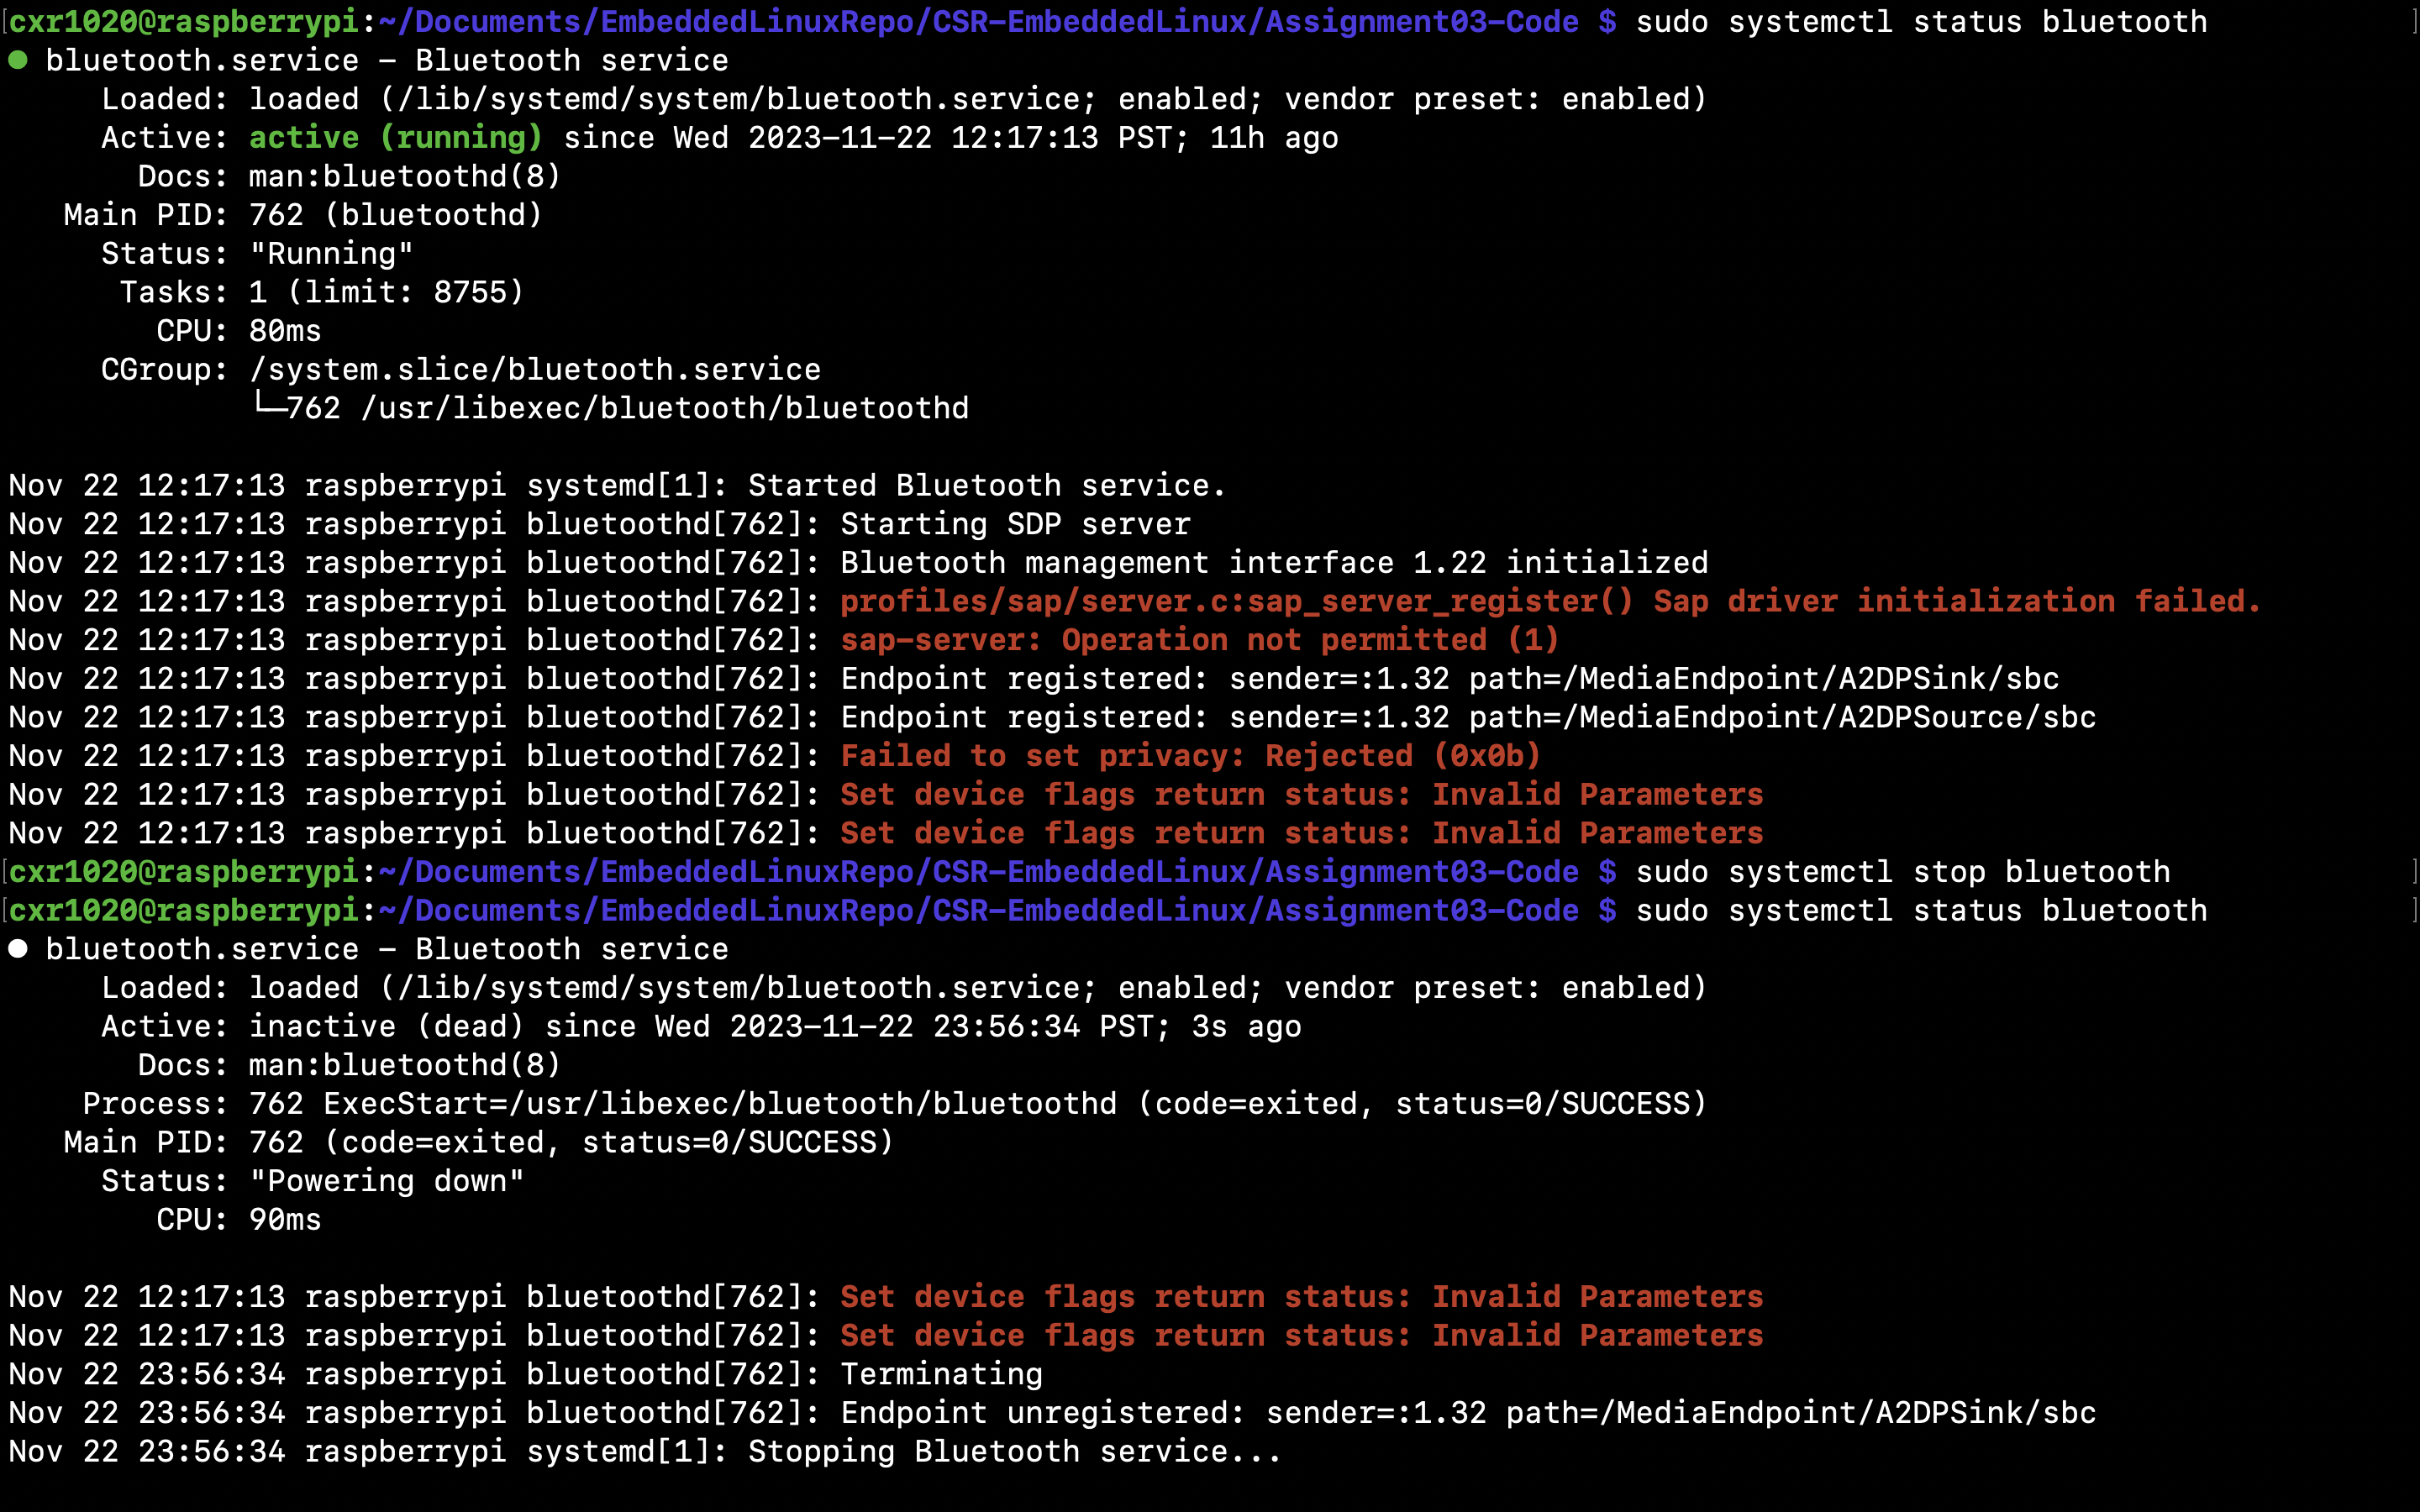 [cxr1020@raspberrypi:~/Documents/EmbeddedLinuxRepo/CSR-EmbeddedLinux/Assignment03-Code $ sudo systemctl status bluetooth ]
● bluetooth.service – Bluetooth service
Loaded: loaded (/lib/systemd/system/bluetooth.service; enabled; vendor preset: enabled)
Active: active (running) since Wed 2023-11-22 12:17:13 PST; 11h ago
Docs: man:bluetoothd(8)
Main PID: 762 (bluetoothd)
Status: "Running"
Tasks: 1 (limit: 8755)
CPU: 80ms
CGroup: /system.slice/bluetooth.service
└─762 /usr/libexec/bluetooth/bluetoothd
Nov 22 12:17:13 raspberrypi systemd[1]: Started Bluetooth service.
Nov 22 12:17:13 raspberrypi bluetoothd[762]: Starting SDP server
Nov 22 12:17:13 raspberrypi bluetoothd[762]: Bluetooth management interface 1.22 initialized
Nov 22 12:17:13 raspberrypi bluetoothd[762]: profiles/sap/server.c:sap_server_register() Sap driver initialization failed.
Nov 22 12:17:13 raspberrypi bluetoothd[762]: sap-server: Operation not permitted (1)
Nov 22 12:17:13 raspberrypi bluetoothd[762]: Endpoint registered: sender=:1.32 path=/MediaEndpoint/A2DPSink/sbc
Nov 22 12:17:13 raspberrypi bluetoothd[762]: Endpoint registered: sender=:1.32 path=/MediaEndpoint/A2DPSource/sbc
Nov 22 12:17:13 raspberrypi bluetoothd[762]: Failed to set privacy: Rejected (0x0b)
Nov 22 12:17:13 raspberrypi bluetoothd[762]: Set device flags return status: Invalid Parameters
Nov 22 12:17:13 raspberrypi bluetoothd[762]: Set device flags return status: Invalid Parameters
[cxr1020@raspberrypi:~/Documents/EmbeddedLinuxRepo/CSR-EmbeddedLinux/Assignment03-Code $ sudo systemctl stop bluetooth ]
[cxr1020@raspberrypi:~/Documents/EmbeddedLinuxRepo/CSR-EmbeddedLinux/Assignment03-Code $ sudo systemctl status bluetooth ]
● bluetooth.service – Bluetooth service
Loaded: loaded (/lib/systemd/system/bluetooth.service; enabled; vendor preset: enabled)
Active: inactive (dead) since Wed 2023-11-22 23:56:34 PST; 3s ago
Docs: man:bluetoothd(8)
Process: 762 ExecStart=/usr/libexec/bluetooth/bluetoothd (code=exited, status=0/SUCCESS)
Main PID: 762 (code=exited, status=0/SUCCESS)
Status: "Powering down"
CPU: 90ms
Nov 22 12:17:13 raspberrypi bluetoothd[762]: Set device flags return status: Invalid Parameters
Nov 22 12:17:13 raspberrypi bluetoothd[762]: Set device flags return status: Invalid Parameters
Nov 22 23:56:34 raspberrypi bluetoothd[762]: Terminating
Nov 22 23:56:34 raspberrypi bluetoothd[762]: Endpoint unregistered: sender=:1.32 path=/MediaEndpoint/A2DPSink/sbc
Nov 22 23:56:34 raspberrypi systemd[1]: Stopping Bluetooth service...